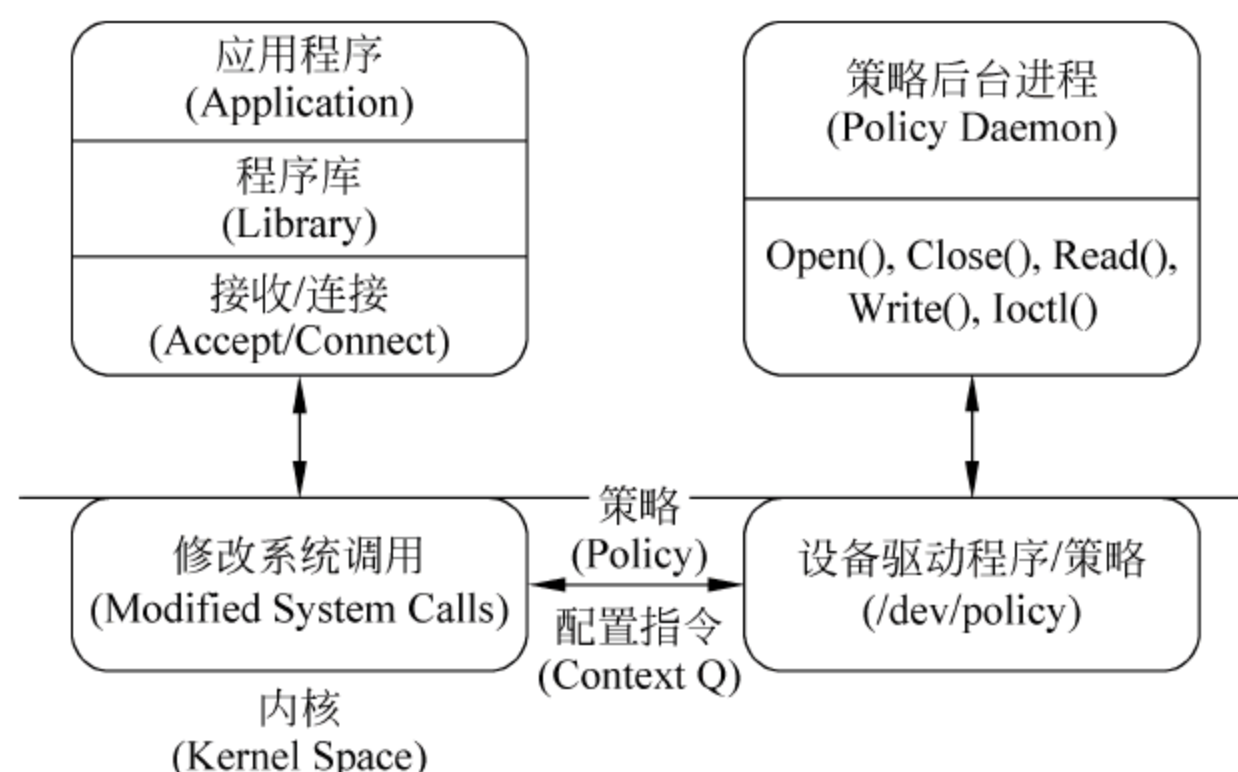 应用程序
(Application)
程序库
(Library)
接收/连接
(Accept/Connect)
策略后台进程
(Policy Daemon)
Open(), Close(), Read(),
Write(), Ioctl()
修改系统调用
(Modified System Calls)
策略
(Policy)
配置指令
(Context Q)
设备驱动程序/策略
(/dev/policy)
内核
(Kernel Space)